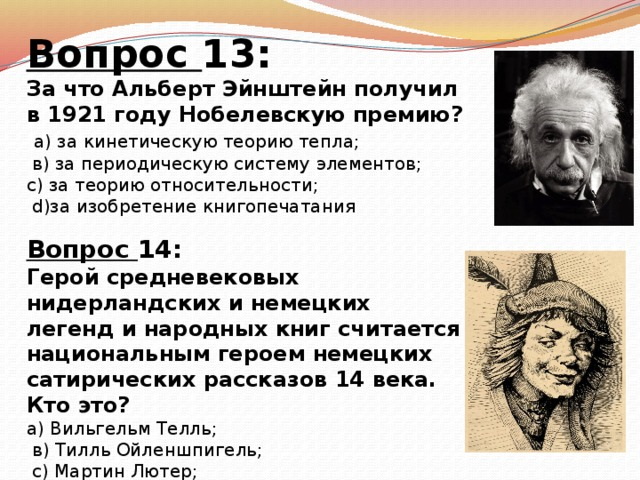 Вопрос 13:
За что Альберт Эйнштейн получил
в 1921 году Нобелевскую премию?
а) за кинетическую теорию тепла;
в) за периодическую систему элементов;
с) за теорию относительности;
d)за изобретение книгопечатания
Вопрос 14:
Герой средневековых
нидерландских и немецких
легенд и народных книг считается
национальным героем немецких
сатирических рассказов 14 века.
Кто это?
а) Вильгельм Телль;
в) Тилль Ойленшпигель;
с) Мартин Лютер;